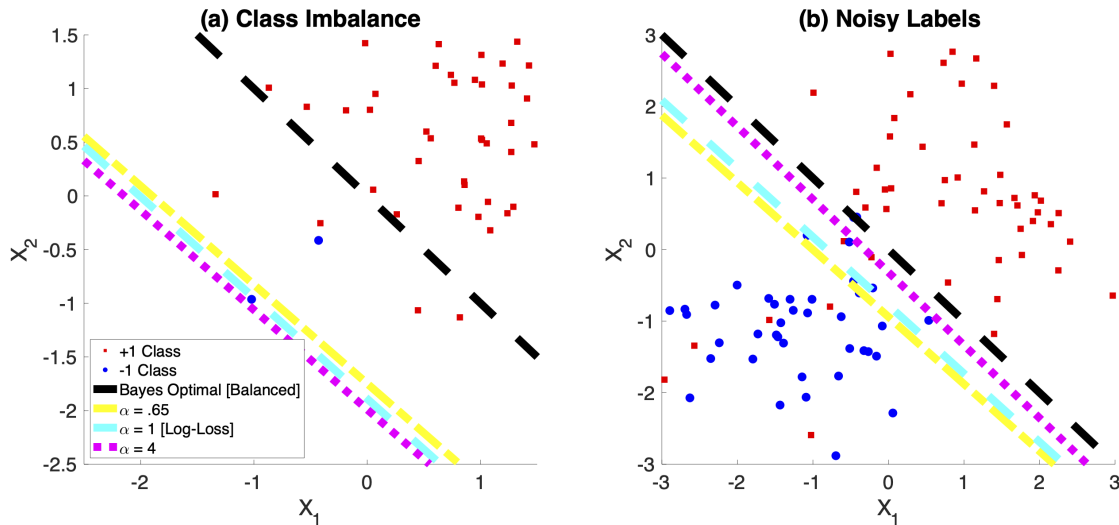 (a) Class Imbalance
1.5
1
0.5
0
-0.5
-1
-1.5
-2
-2.5
X2
-2
-1
0
1
X1
+1 Class
-1 Class
Bayes Optimal [Balanced]
α = .65
α = 1 [Log-Loss]
α = 4
(b) Noisy Labels
3
2
1
0
-1
-2
-3
X2
-3
-2
-1
0
1
2
3
X1